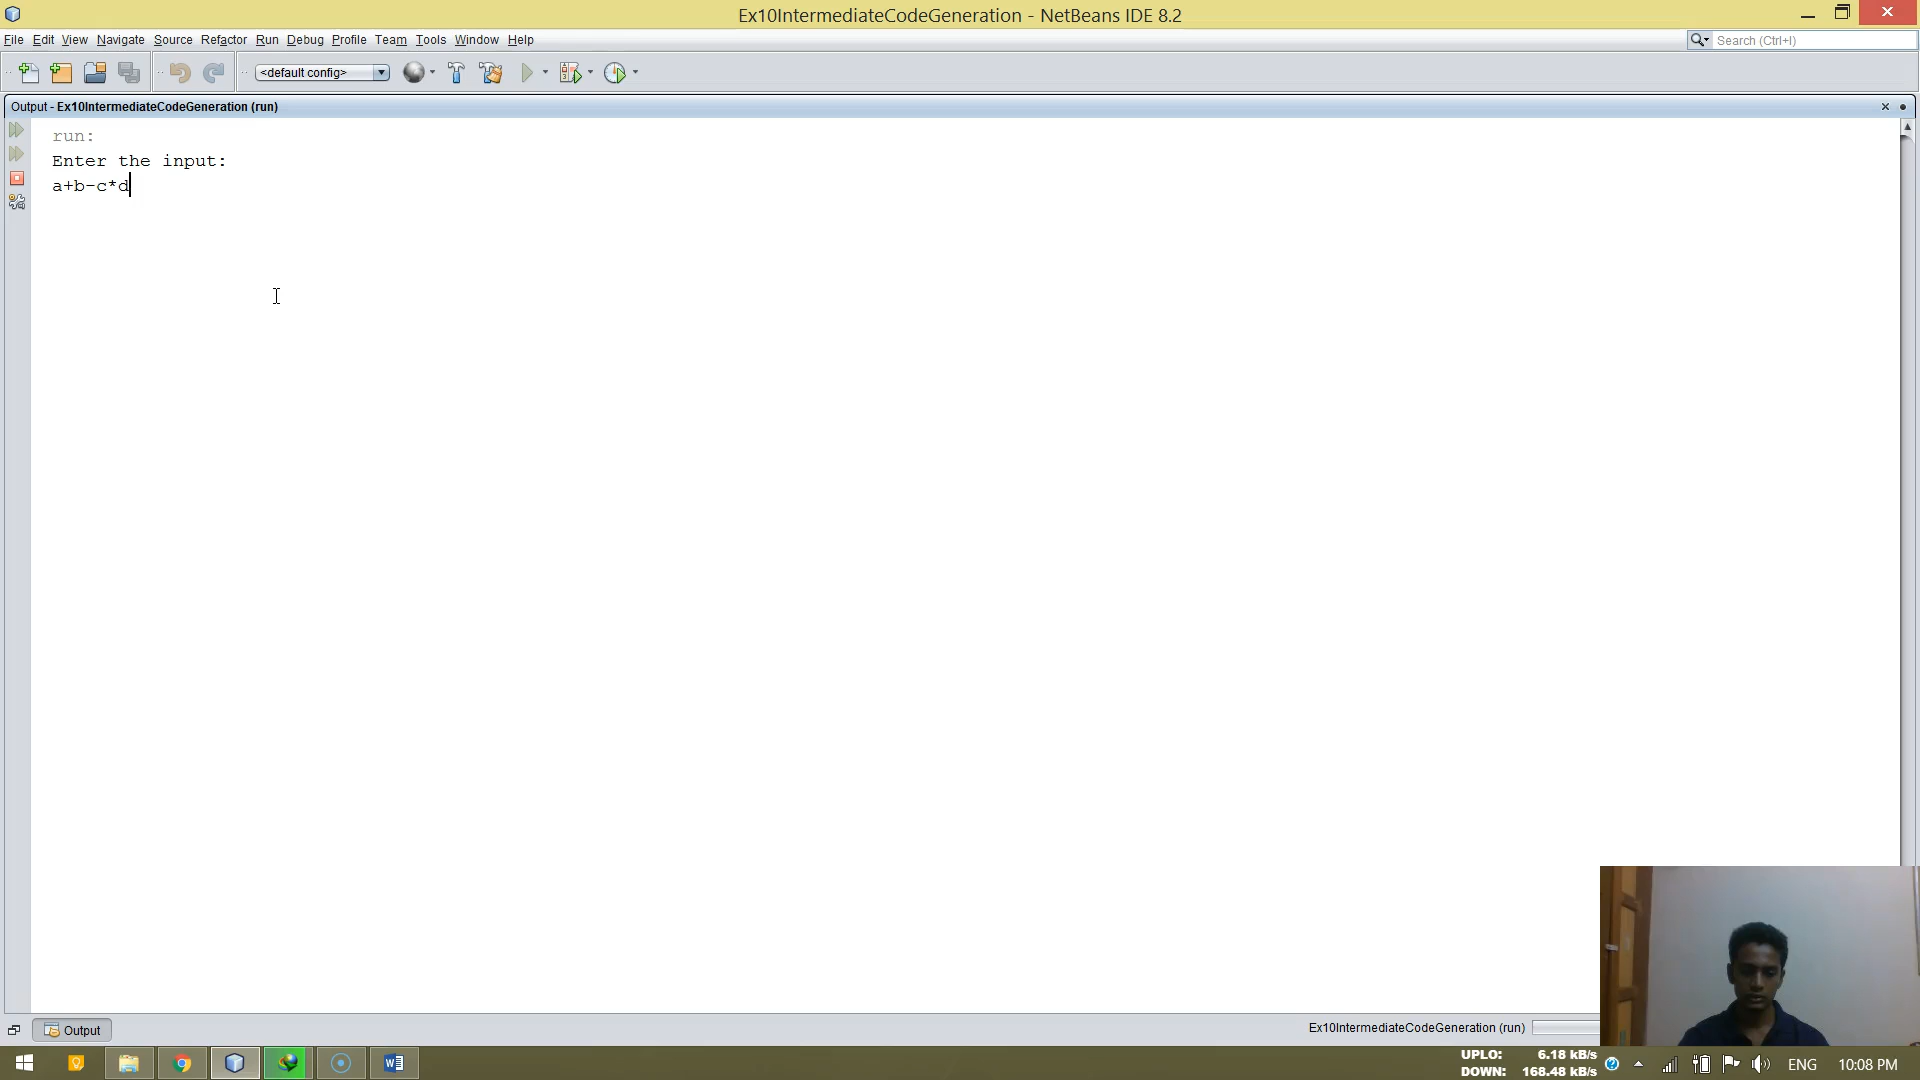 Ex10IntermediateCodeGeneration - NetBeans IDE 8.2
File Edit View Navigate Source Refactor Run Debug Profile Team Tools Window Help
Search (Ctrl+I)
<default config>
Output - Ex10IntermediateCodeGeneration (run)
run:
Enter the input:
a+b-c*d
Output
Ex10IntermediateCodeGeneration (run)
UPLO: 6.18 kB/s
DOWN: 168.48 kB/s
ENG
10:08 PM